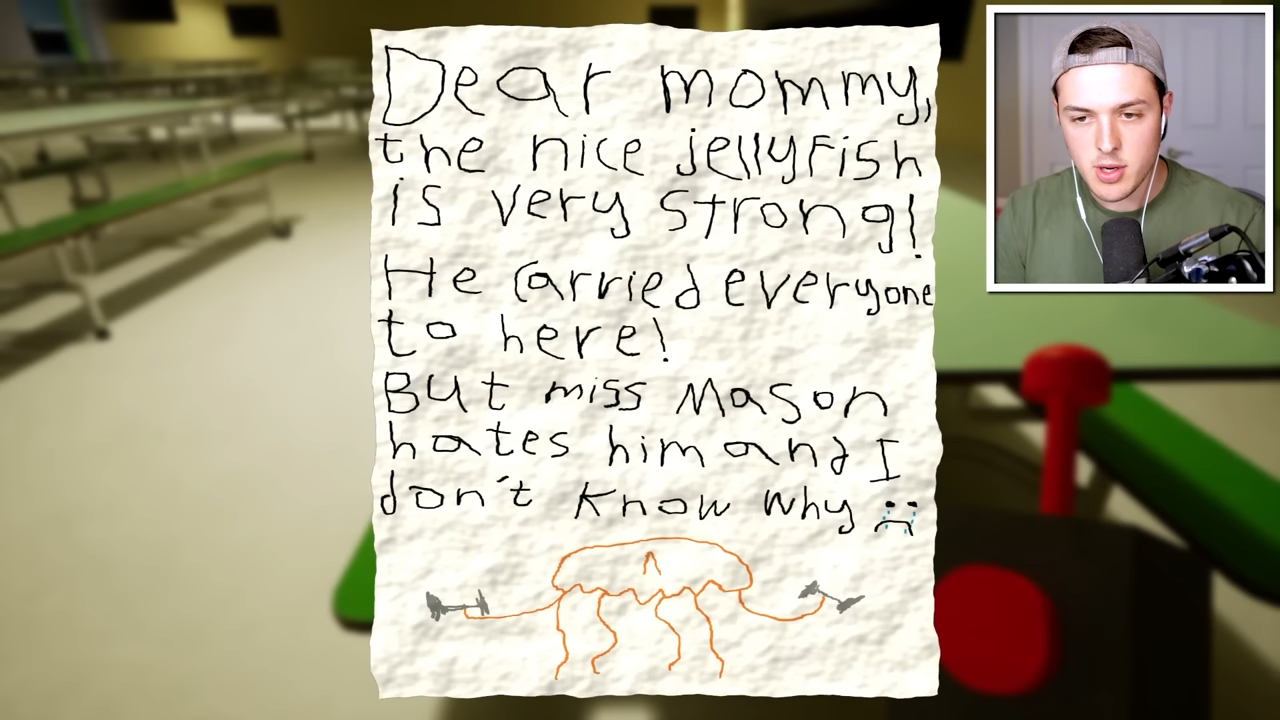 Dear mommy,
the nice jellyfish
is very strong!
He carried everyone
to here!
But miss Mason
hates him and I
don't know why